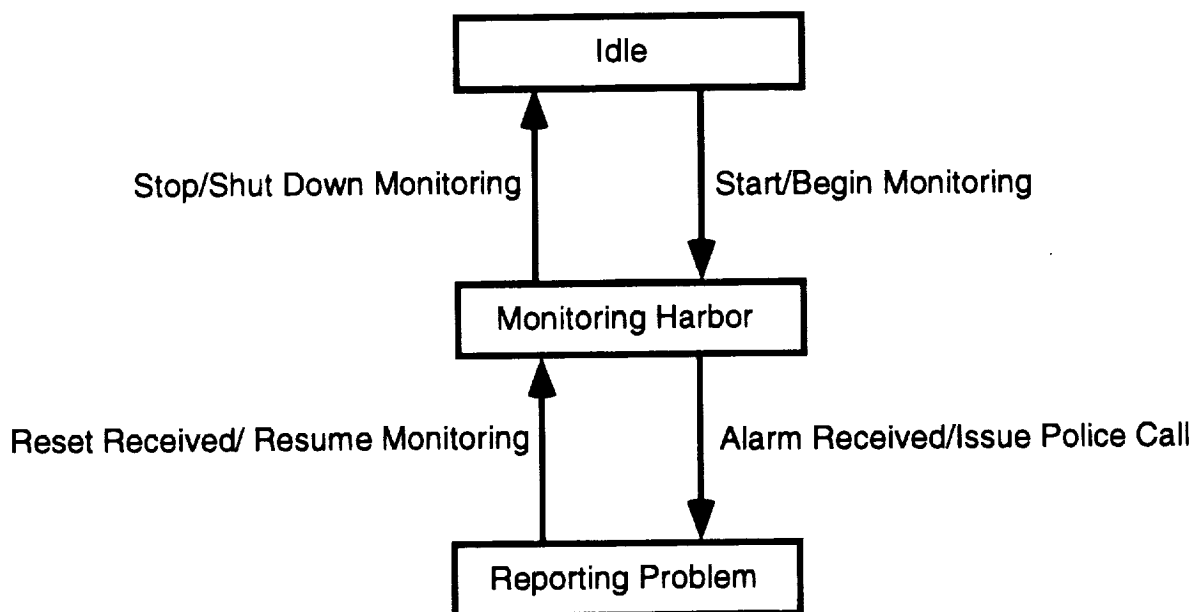 Idle
Stop/Shut Down Monitoring
Start/Begin Monitoring
Monitoring Harbor
Reset Received/ Resume Monitoring
Alarm Received/Issue Police Call
Reporting Problem